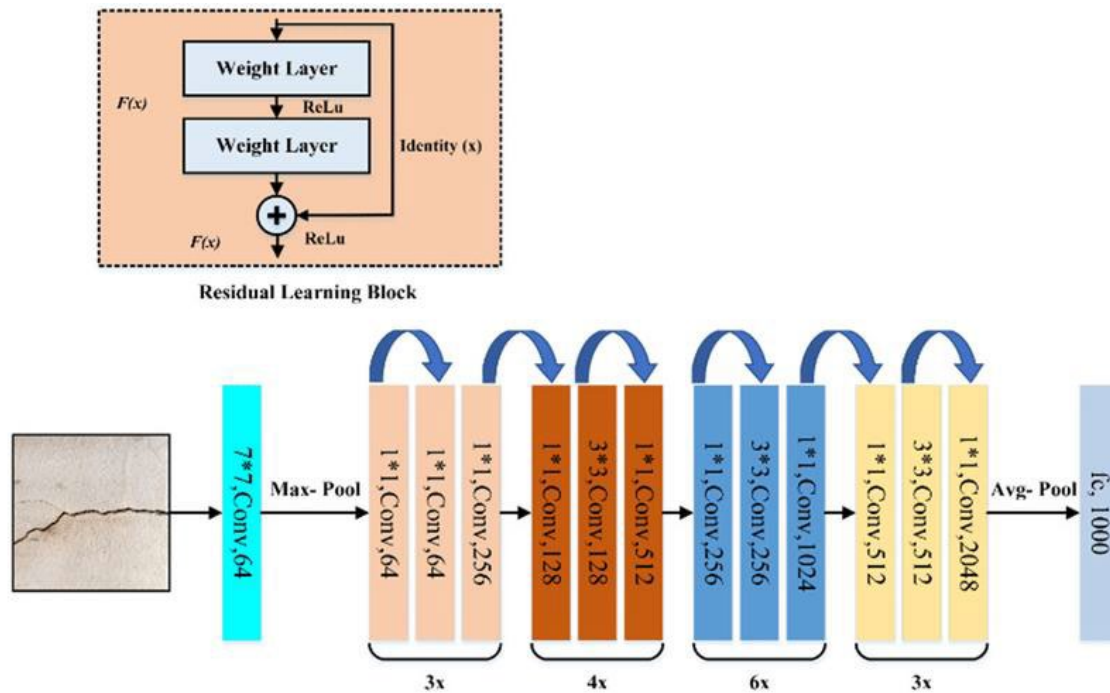 Weight Layer
F(x)
ReLu
Weight Layer
Identity (x)
F(x)
ReLu
Residual Learning Block
7*7,Conv,64
Max- Pool
1*1,Conv,64
1*1,Conv,64
1*1,Conv,256
1*1,Conv,128
3*3,Conv,128
1*1,Conv,512
1*1,Conv,256
3*3,Conv,256
1*1,Conv,1024
1*1,Conv,512
3*3,Conv,512
1*1,Conv,2048
Avg- Pool
fc, 1000
3x
4x
6x
3x